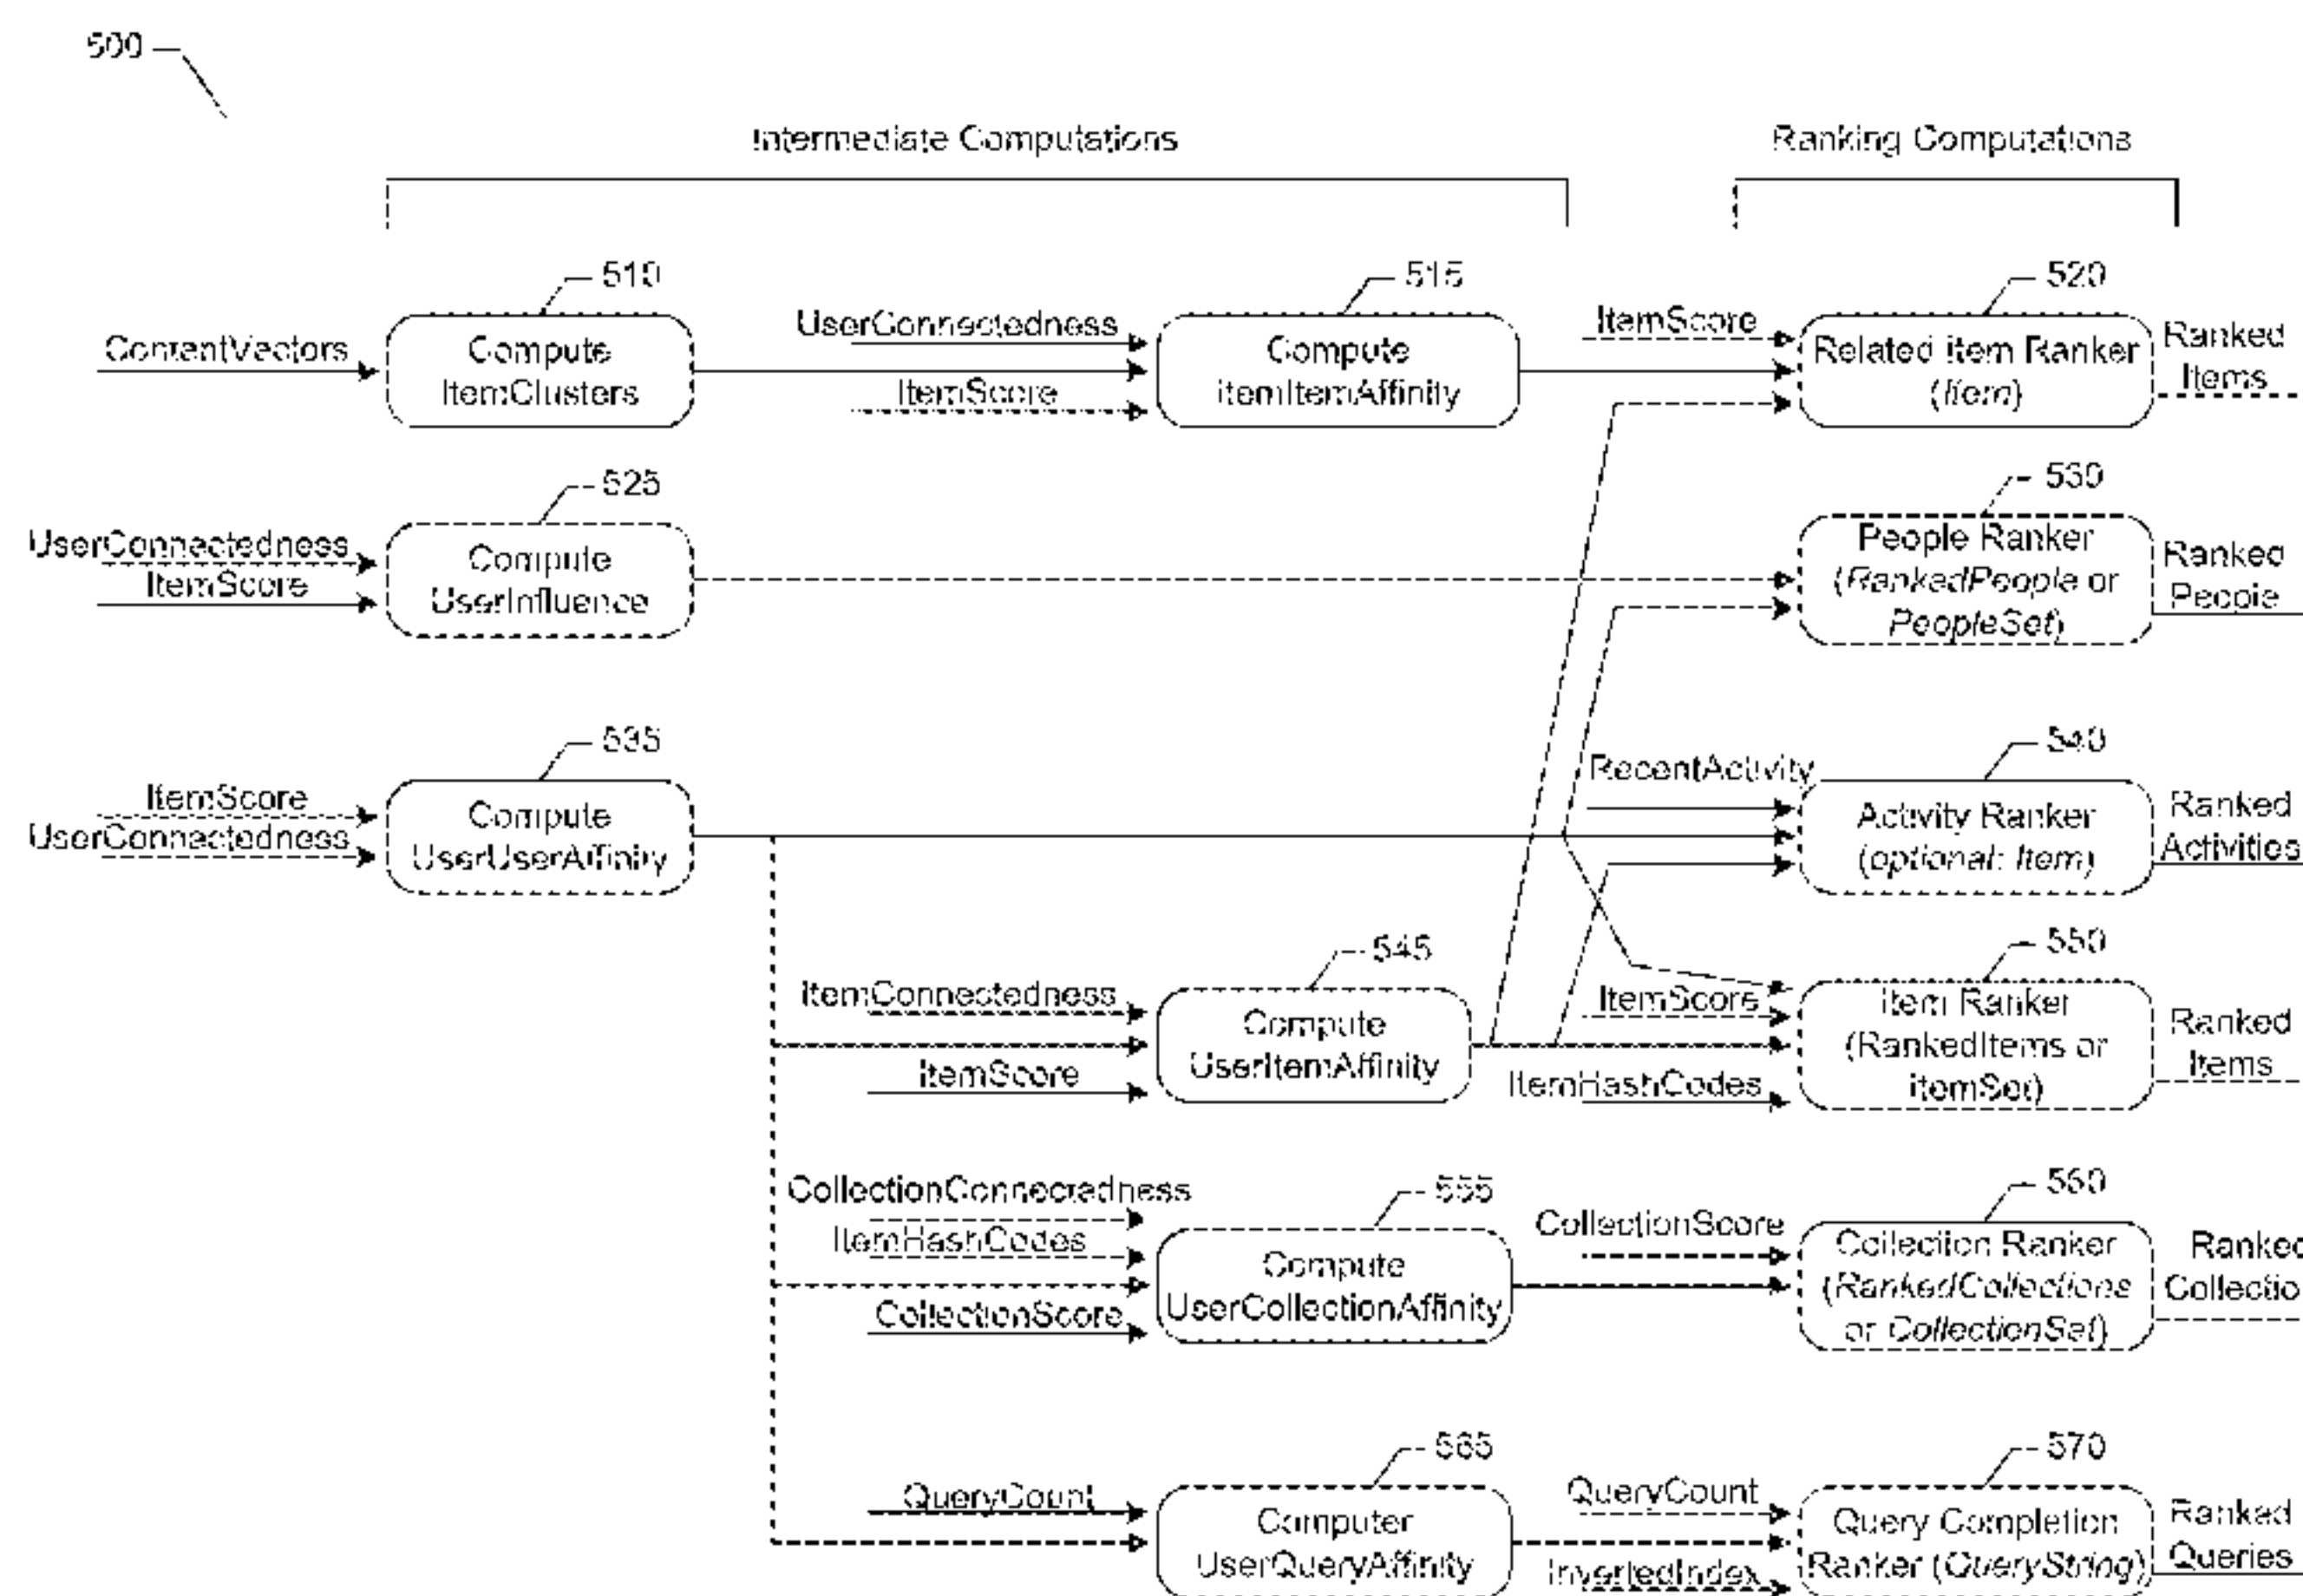 500
Intermediate Computations
Ranking Computations
510
515
520
ContentVectors
Compute
ItemClusters
UserConnectedness
ItemScore
Compute
ItemItemAffinity
ItemScore
Related Item Ranker
(Item)
Ranked
Items
525
530
UserConnectedness
ItemScore
Compute
UserInfluence
People Ranker
(RankedPeople or
PeopleSet)
Ranked
People
535
540
ItemScore
UserConnectedness
Compute
UserUserAffinity
RecentActivity
Activity Ranker
(optional: Item)
Ranked
Activities
545
550
ItemConnectedness
ItemScore
Compute
UserItemAffinity
ItemScore
ItemHashCodes
Item Ranker
(RankedItems or
ItemSet)
Ranked
Items
555
560
CollectionConnectedness
ItemHashCodes
CollectionScore
Compute
UserCollectionAffinity
CollectionScore
Collection Ranker
(RankedCollections
or CollectionSet)
Ranked
Collectio
565
570
QueryCount
Computer
UserQueryAffinity
QueryCount
InvertedIndex
Query Completion
Ranker (QueryString)
Ranked
Queries